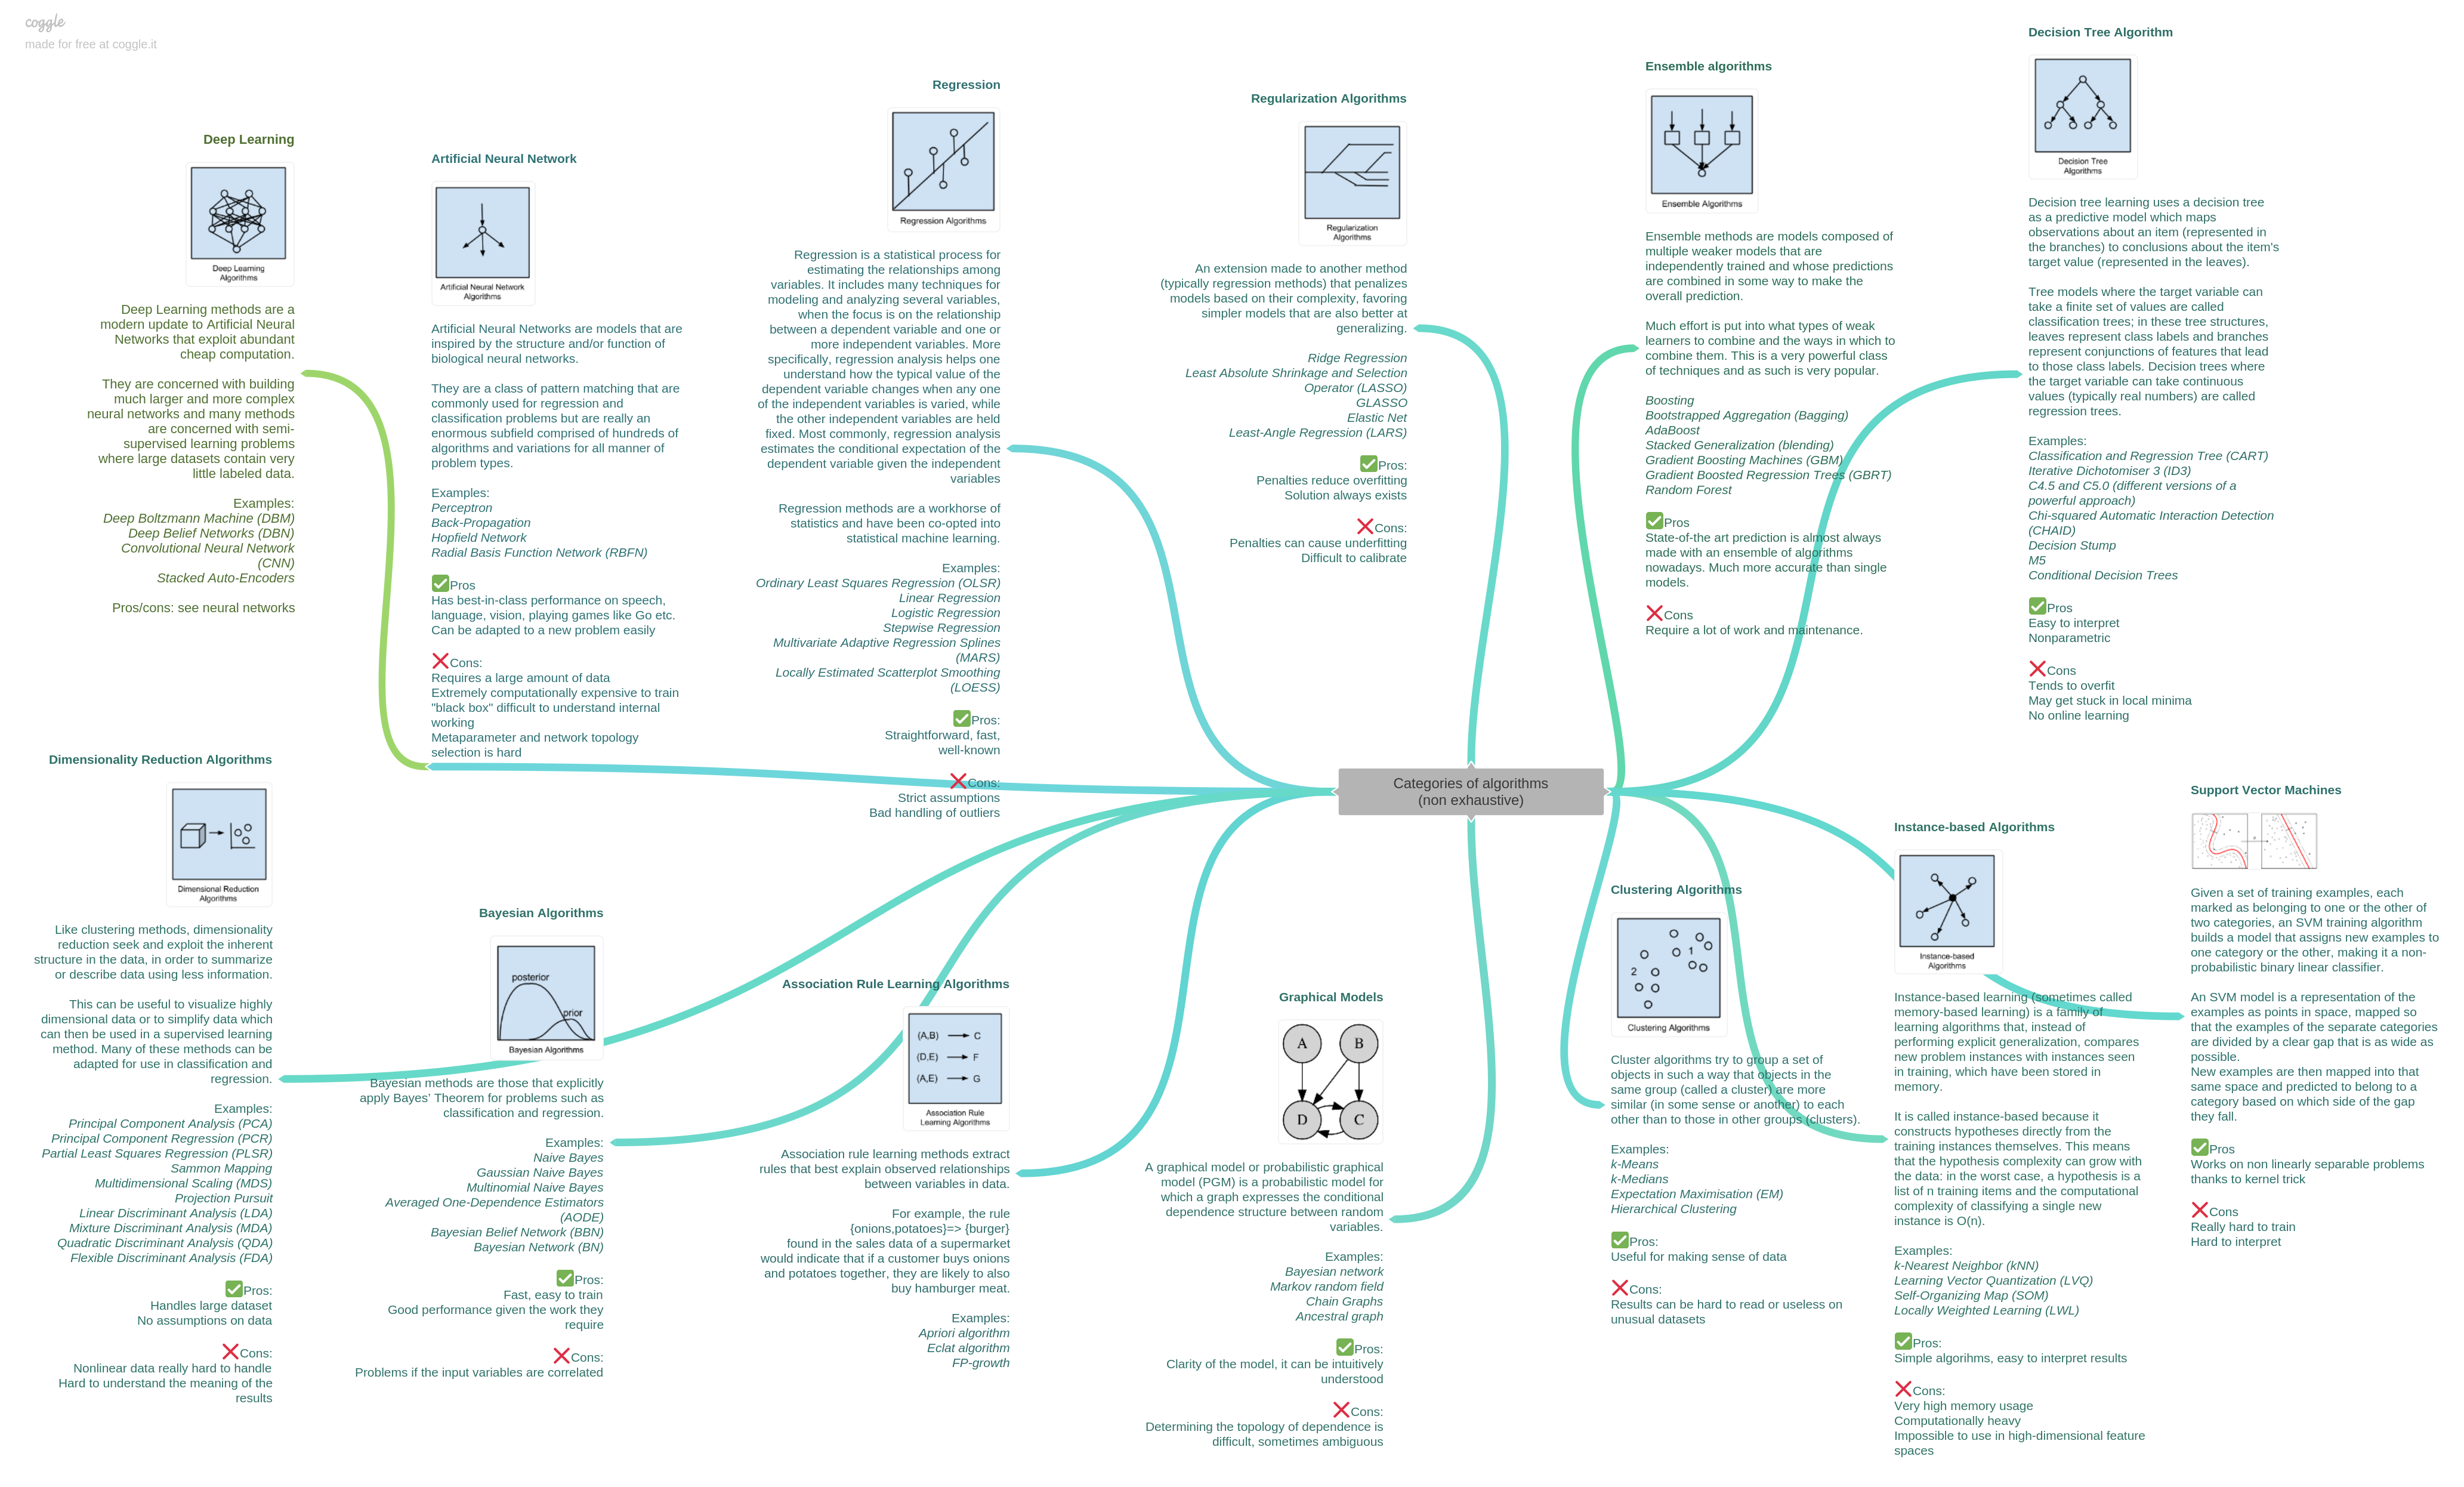 coggle
made for free at coggle.it
Deep Learning
Deep Learning
Algorithms
Deep Learning methods are a
modern update to Artificial Neural
Networks that exploit abundant
cheap computation.
They are concerned with building
much larger and more complex
neural networks and many methods
are concerned with semi-
supervised learning problems
where large datasets contain very
little labeled data.
Examples:
Deep Boltzmann Machine (DBM)
Deep Belief Networks (DBN)
Convolutional Neural Network
(CNN)
Stacked Auto-Encoders
Pros/cons: see neural networks
Artificial Neural Network
Artificial Neural Network
Algorithms
Artificial Neural Networks are models that are
inspired by the structure and/or function of
biological neural networks.
They are a class of pattern matching that are
commonly used for regression and
classification problems but are really an
enormous subfield comprised of hundreds of
algorithms and variations for all manner of
problem types.
Examples:
Perceptron
Back-Propagation
Hopfield Network
Radial Basis Function Network (RBFN)
✅Pros
Has best-in-class performance on speech,
language, vision, playing games like Go etc.
Can be adapted to a new problem easily
❌Cons:
Requires a large amount of data
Extremely computationally expensive to train
"black box" difficult to understand internal
working
Metaparameter and network topology
selection is hard
Regression
Regression Algorithms
Regression is a statistical process for
estimating the relationships among
variables. It includes many techniques for
modeling and analyzing several variables,
when the focus is on the relationship
between a dependent variable and one or
more independent variables. More
specifically, regression analysis helps one
understand how the typical value of the
dependent variable changes when any one
of the independent variables is varied, while
the other independent variables are held
fixed. Most commonly, regression analysis
estimates the conditional expectation of the
dependent variable given the independent
variables
Regression methods are a workhorse of
statistics and have been co-opted into
statistical machine learning.
Examples:
Ordinary Least Squares Regression (OLSR)
Linear Regression
Logistic Regression
Stepwise Regression
Multivariate Adaptive Regression Splines
(MARS)
Locally Estimated Scatterplot Smoothing
(LOESS)
✅Pros:
Straightforward, fast,
well-known
❌Cons:
Strict assumptions
Bad handling of outliers
Regularization Algorithms
Regularization
Algorithms
An extension made to another method
(typically regression methods) that penalizes
models based on their complexity, favoring
simpler models that are also better at
generalizing.
Ridge Regression
Least Absolute Shrinkage and Selection
Operator (LASSO)
GLASSO
Elastic Net
Least-Angle Regression (LARS)
✅Pros:
Penalties reduce overfitting
Solution always exists
❌Cons:
Penalties can cause underfitting
Difficult to calibrate
Ensemble algorithms
Ensemble Algorithms
Ensemble methods are models composed of
multiple weaker models that are
independently trained and whose predictions
are combined in some way to make the
overall prediction.
Much effort is put into what types of weak
learners to combine and the ways in which to
combine them. This is a very powerful class
of techniques and as such is very popular.
Boosting
Bootstrapped Aggregation (Bagging)
AdaBoost
Stacked Generalization (blending)
Gradient Boosting Machines (GBM)
Gradient Boosted Regression Trees (GBRT)
Random Forest
✅Pros
State-of-the art prediction is almost always
made with an ensemble of algorithms
nowadays. Much more accurate than single
models.
❌Cons
Require a lot of work and maintenance.
Decision Tree Algorithm
Decision Tree
Algorithms
Decision tree learning uses a decision tree
as a predictive model which maps
observations about an item (represented in
the branches) to conclusions about the item's
target value (represented in the leaves).
Tree models where the target variable can
take a finite set of values are called
classification trees; in these tree structures,
leaves represent class labels and branches
represent conjunctions of features that lead
to those class labels. Decision trees where
the target variable can take continuous
values (typically real numbers) are called
regression trees.
Examples:
Classification and Regression Tree (CART)
Iterative Dichotomiser 3 (ID3)
C4.5 and C5.0 (different versions of a
powerful approach)
Chi-squared Automatic Interaction Detection
(CHAID)
Decision Stump
M5
Conditional Decision Trees
✅Pros
Easy to interpret
Nonparametric
❌Cons
Tends to overfit
May get stuck in local minima
No online learning
Categories of algorithms
(non exhaustive)
Dimensionality Reduction Algorithms
Dimensional Reduction
Algorithms
Like clustering methods, dimensionality
reduction seek and exploit the inherent
structure in the data, in order to summarize
or describe data using less information.
This can be useful to visualize highly
dimensional data or to simplify data which
can then be used in a supervised learning
method. Many of these methods can be
adapted for use in classification and
regression.
Examples:
Principal Component Analysis (PCA)
Principal Component Regression (PCR)
Partial Least Squares Regression (PLSR)
Sammon Mapping
Multidimensional Scaling (MDS)
Projection Pursuit
Linear Discriminant Analysis (LDA)
Mixture Discriminant Analysis (MDA)
Quadratic Discriminant Analysis (QDA)
Flexible Discriminant Analysis (FDA)
✅Pros:
Handles large dataset
No assumptions on data
❌Cons:
Nonlinear data really hard to handle
Hard to understand the meaning of the
results
Bayesian Algorithms
posterior
prior
Bayesian Algorithms
Bayesian methods are those that explicitly
apply Bayes' Theorem for problems such as
classification and regression.
Examples:
Naive Bayes
Gaussian Naive Bayes
Multinomial Naive Bayes
Averaged One-Dependence Estimators
(AODE)
Bayesian Belief Network (BBN)
Bayesian Network (BN)
✅Pros:
Fast, easy to train
Good performance given the work they
require
❌Cons:
Problems if the input variables are correlated
Association Rule Learning Algorithms
(A,B) → C
(D,E) → F
(A,E) → G
Association Rule
Learning Algorithms
Association rule learning methods extract
rules that best explain observed relationships
between variables in data.
For example, the rule
{onions,potatoes}=> {burger}
found in the sales data of a supermarket
would indicate that if a customer buys onions
and potatoes together, they are likely to also
buy hamburger meat.
Examples:
Apriori algorithm
Eclat algorithm
FP-growth
Graphical Models
A B
D C
A graphical model or probabilistic graphical
model (PGM) is a probabilistic model for
which a graph expresses the conditional
dependence structure between random
variables.
Examples:
Bayesian network
Markov random field
Chain Graphs
Ancestral graph
✅Pros:
Clarity of the model, it can be intuitively
understood
❌Cons:
Determining the topology of dependence is
difficult, sometimes ambiguous
Clustering Algorithms
1
2
Clustering Algorithms
Cluster algorithms try to group a set of
objects in such a way that objects in the
same group (called a cluster) are more
similar (in some sense or another) to each
other than to those in other groups (clusters).
Examples:
k-Means
k-Medians
Expectation Maximisation (EM)
Hierarchical Clustering
✅Pros:
Useful for making sense of data
❌Cons:
Results can be hard to read or useless on
unusual datasets
Instance-based Algorithms
Instance-based
Algorithms
Instance-based learning (sometimes called
memory-based learning) is a family of
learning algorithms that, instead of
performing explicit generalization, compares
new problem instances with instances seen
in training, which have been stored in
memory.
It is called instance-based because it
constructs hypotheses directly from the
training instances themselves. This means
that the hypothesis complexity can grow with
the data: in the worst case, a hypothesis is a
list of n training items and the computational
complexity of classifying a single new
instance is O(n).
Examples:
k-Nearest Neighbor (kNN)
Learning Vector Quantization (LVQ)
Self-Organizing Map (SOM)
Locally Weighted Learning (LWL)
✅Pros:
Simple algorithms, easy to interpret results
❌Cons:
Very high memory usage
Computationally heavy
Impossible to use in high-dimensional feature
spaces
Support Vector Machines
Given a set of training examples, each
marked as belonging to one or the other of
two categories, an SVM training algorithm
builds a model that assigns new examples to
one category or the other, making it a non-
probabilistic binary linear classifier.
An SVM model is a representation of the
examples as points in space, mapped so
that the examples of the separate categories
are divided by a clear gap that is as wide as
possible.
New examples are then mapped into that
same space and predicted to belong to a
category based on which side of the gap
they fall.
✅Pros
Works on non linearly separable problems
thanks to kernel trick
❌Cons
Really hard to train
Hard to interpret